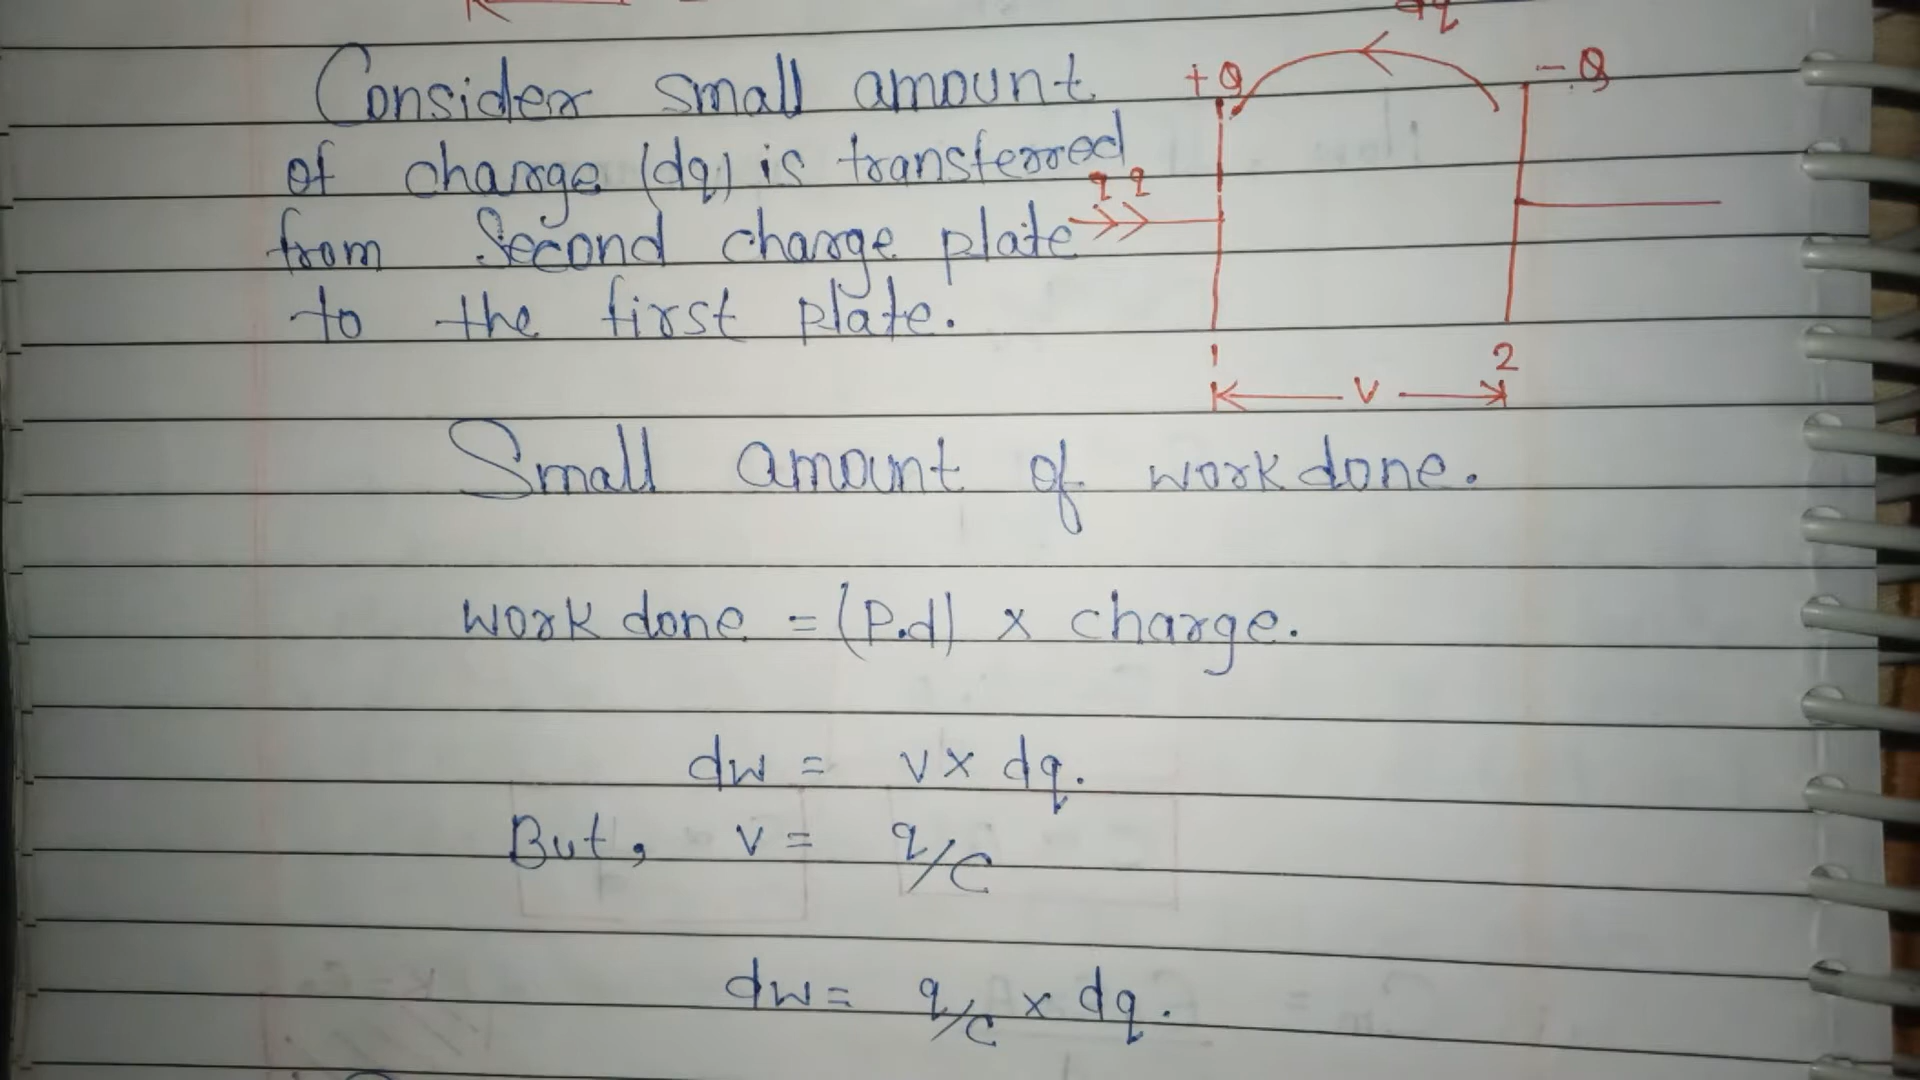 dq
Consider small amount
+Q
-Q
of charge (dq) is transferred
q q
from Second charge plate
to the first plate.
1 2
V
Small amount of work done.
work done = (P.d) x charge.
dw = v x dq.
But, v = q/c
dw = q/c x dq.